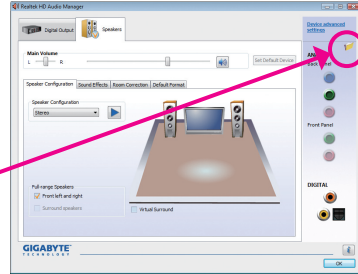 Realtek HD Audio Manager
Digital Output
Speakers
Device advanced
settings
Main Volume
L
R
Set Default Device
Speaker Configuration
Sound Effects
Room Correction
Default Format
Speaker Configuration
Stereo
Full-range Speakers
Front left and right
Surround speakers
Virtual Surround
Back Panel
Front Panel
DIGITAL
GIGABYTE
TECHNOLOGY
OK